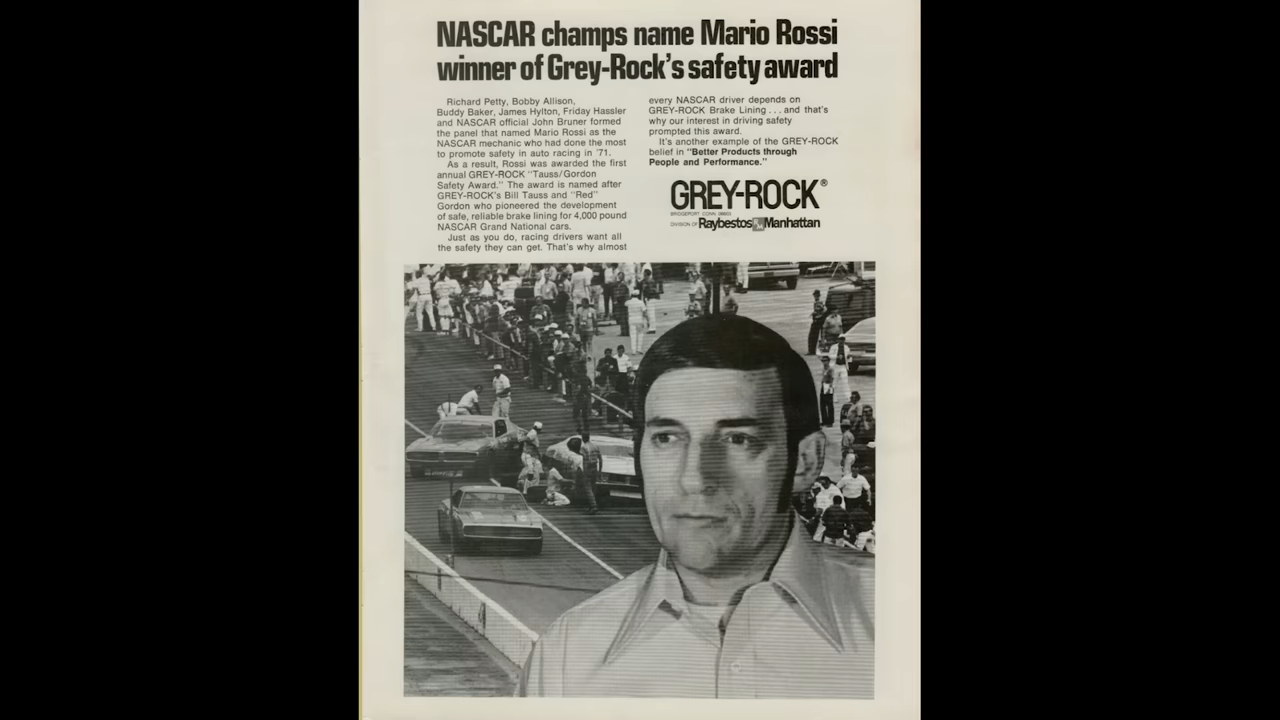 NASCAR champs name Mario Rossi
winner of Grey-Rock's safety award
Richard Petty, Bobby Allison,
Buddy Baker, James Hylton, Friday Hassler
and NASCAR official John Bruner formed
the panel that named Mario Rossi as the
NASCAR mechanic who had done the most
to promote safety in auto racing in '71.
As a result, Rossi was awarded the first
annual GREY-ROCK "Tauss/Gordon
Safety Award." The award is named after
GREY-ROCK's Bill Tauss and "Red"
Gordon who pioneered the development
of safe, reliable brake lining for 4,000 pound
NASCAR Grand National cars.
Just as you do, racing drivers want all
the safety they can get. That's why almost
every NASCAR driver depends on
GREY-ROCK Brake Lining . . . and that's
why our interest in driving safety
prompted this award.
It's another example of the GREY-ROCK
belief in "Better Products through
People and Performance."
GREY-ROCK®
BRIDGEPORT CONN
DIVISION OF Raybestos Manhattan